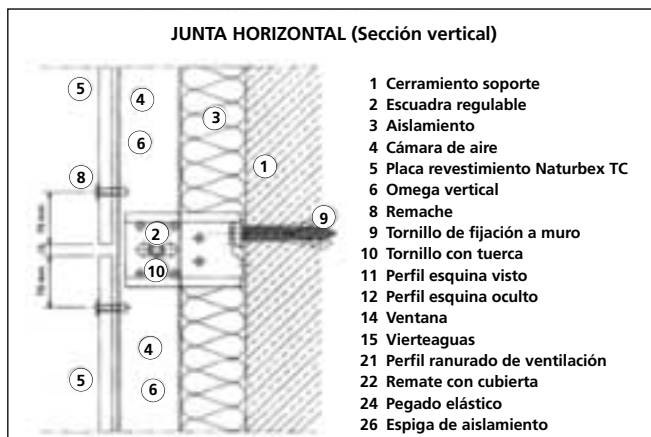 JUNTA HORIZONTAL (Sección vertical)
5
4
3
6
1
8
9
2
10
4
5
6
1 Cerramiento soporte
2 Escuadra regulable
3 Aislamiento
4 Cámara de aire
5 Placa revestimiento Naturbex TC
6 Omega vertical
8 Remache
9 Tornillo de fijación a muro
10 Tornillo con tuerca
11 Perfil esquina visto
12 Perfil esquina oculto
14 Ventana
15 Vierteaguas
21 Perfil ranurado de ventilación
22 Remate con cubierta
24 Pegado elástico
26 Espiga de aislamiento